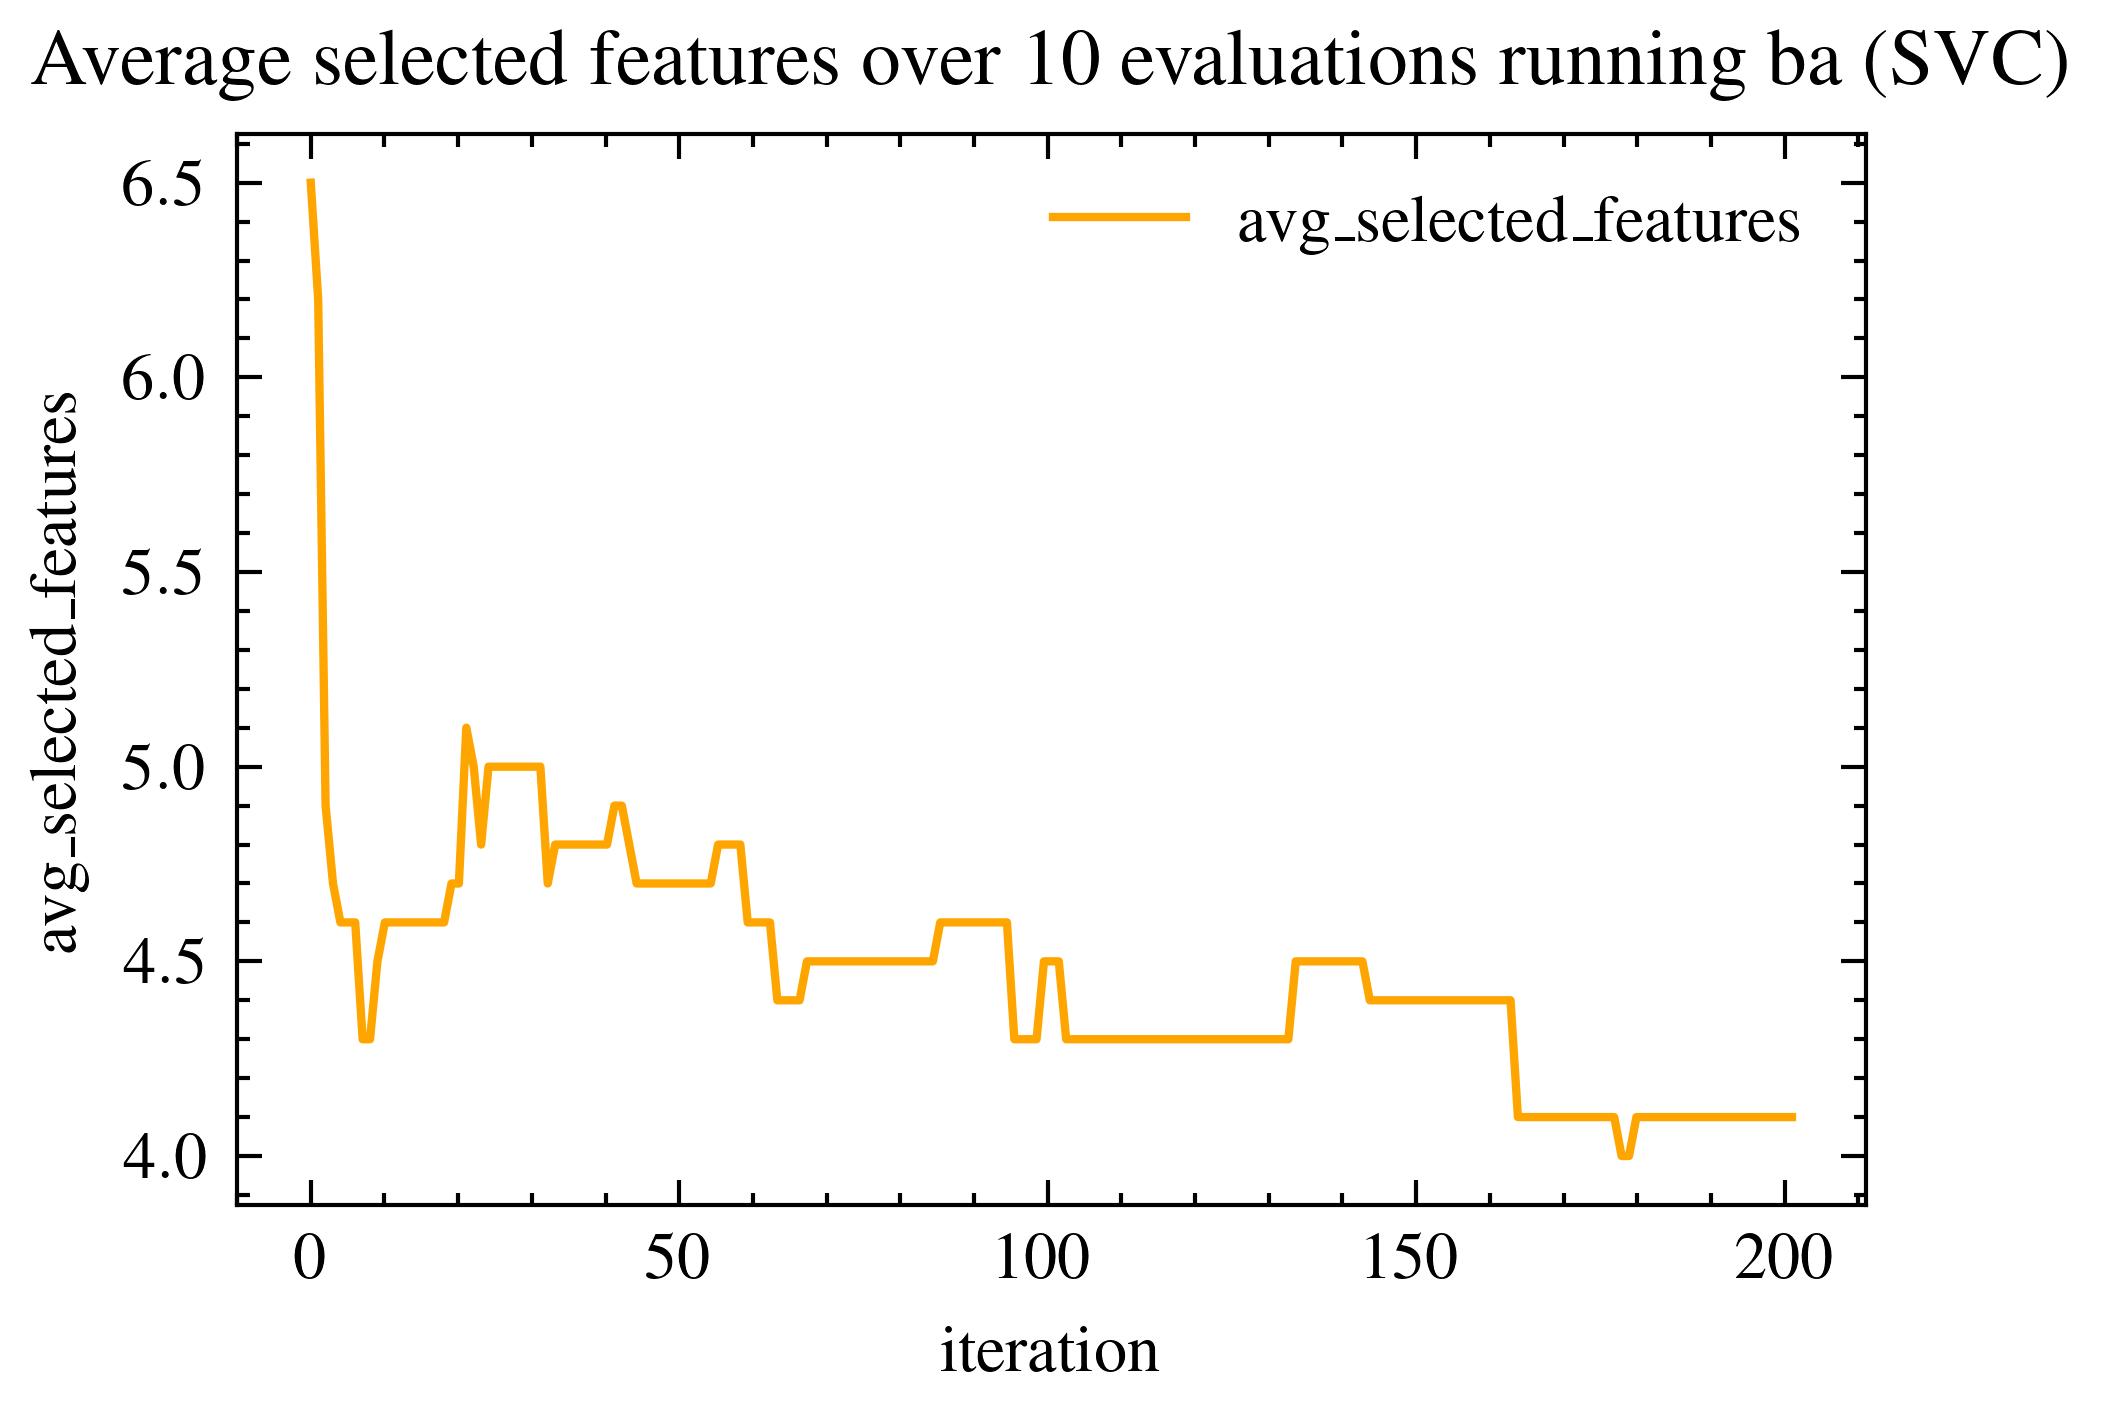 Average selected features over 10 evaluations running ba (SVC)
avg_selected_features
6.5
6.0
5.5
5.0
4.5
4.0
avg_selected_features
0 50 100 150 200
iteration